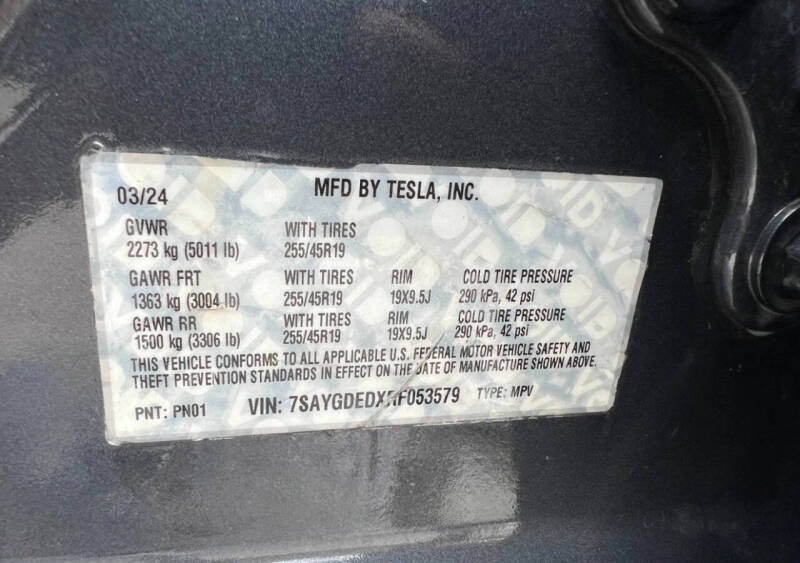 03/24 MFD BY TESLA, INC.
GVWR WITH TIRES
2273 kg (5011 lb) 255/45R19
GAWR FRT WITH TIRES RIM COLD TIRE PRESSURE
1363 kg (3004 lb) 255/45R19 19X9.5J 290 kPa, 42 psi
GAWR RR WITH TIRES RIM COLD TIRE PRESSURE
1500 kg (3306 lb) 255/45R19 19X9.5J 290 kPa, 42 psi
THIS VEHICLE CONFORMS TO ALL APPLICABLE U.S. FEDERAL MOTOR VEHICLE SAFETY AND
THEFT PREVENTION STANDARDS IN EFFECT ON THE DATE OF MANUFACTURE SHOWN ABOVE.
PNT: PN01 VIN: TYPE: MPV
VOID